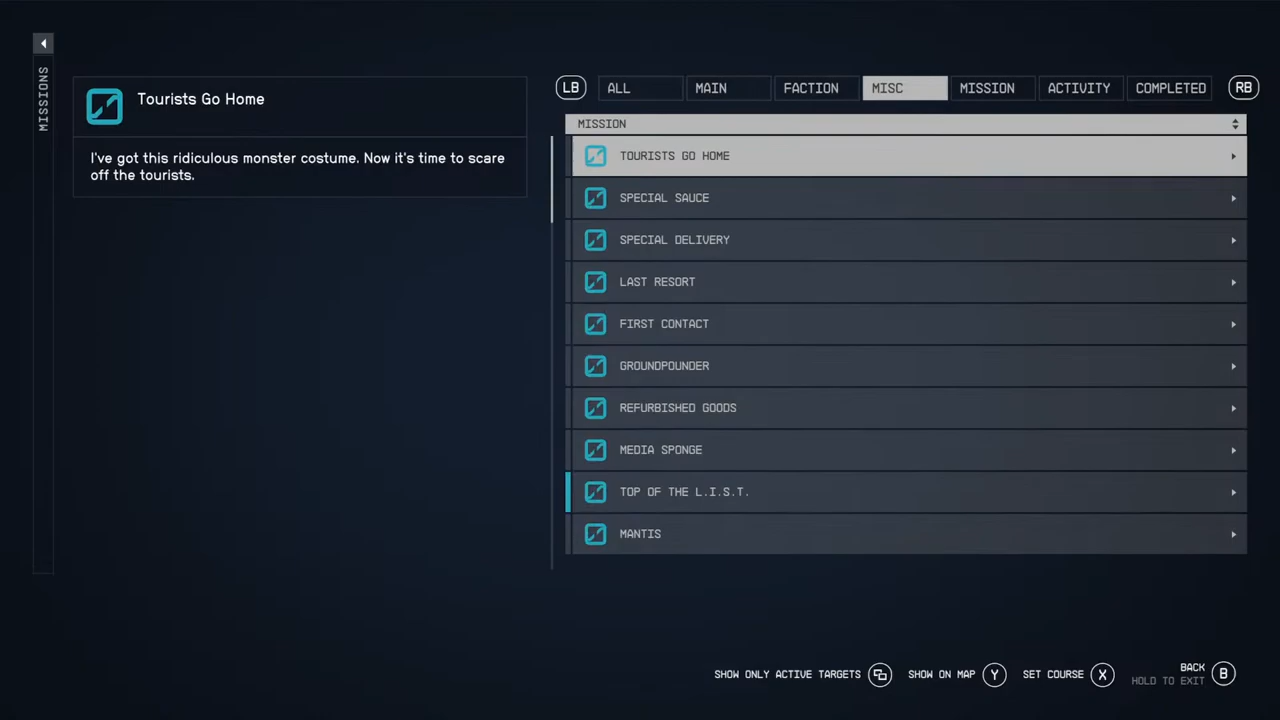 MISSIONS
Tourists Go Home
I've got this ridiculous monster costume. Now it's time to scare
off the tourists.
LB ALL MAIN FACTION MISC MISSION ACTIVITY COMPLETED RB
MISSION
TOURISTS GO HOME
SPECIAL SAUCE
SPECIAL DELIVERY
LAST RESORT
FIRST CONTACT
GROUNDPOUNDER
REFURBISHED GOODS
MEDIA SPONGE
TOP OF THE L.I.S.T.
MANTIS
SHOW ONLY ACTIVE TARGETS SHOW ON MAP Y SET COURSE X BACK B
HOLD TO EXIT